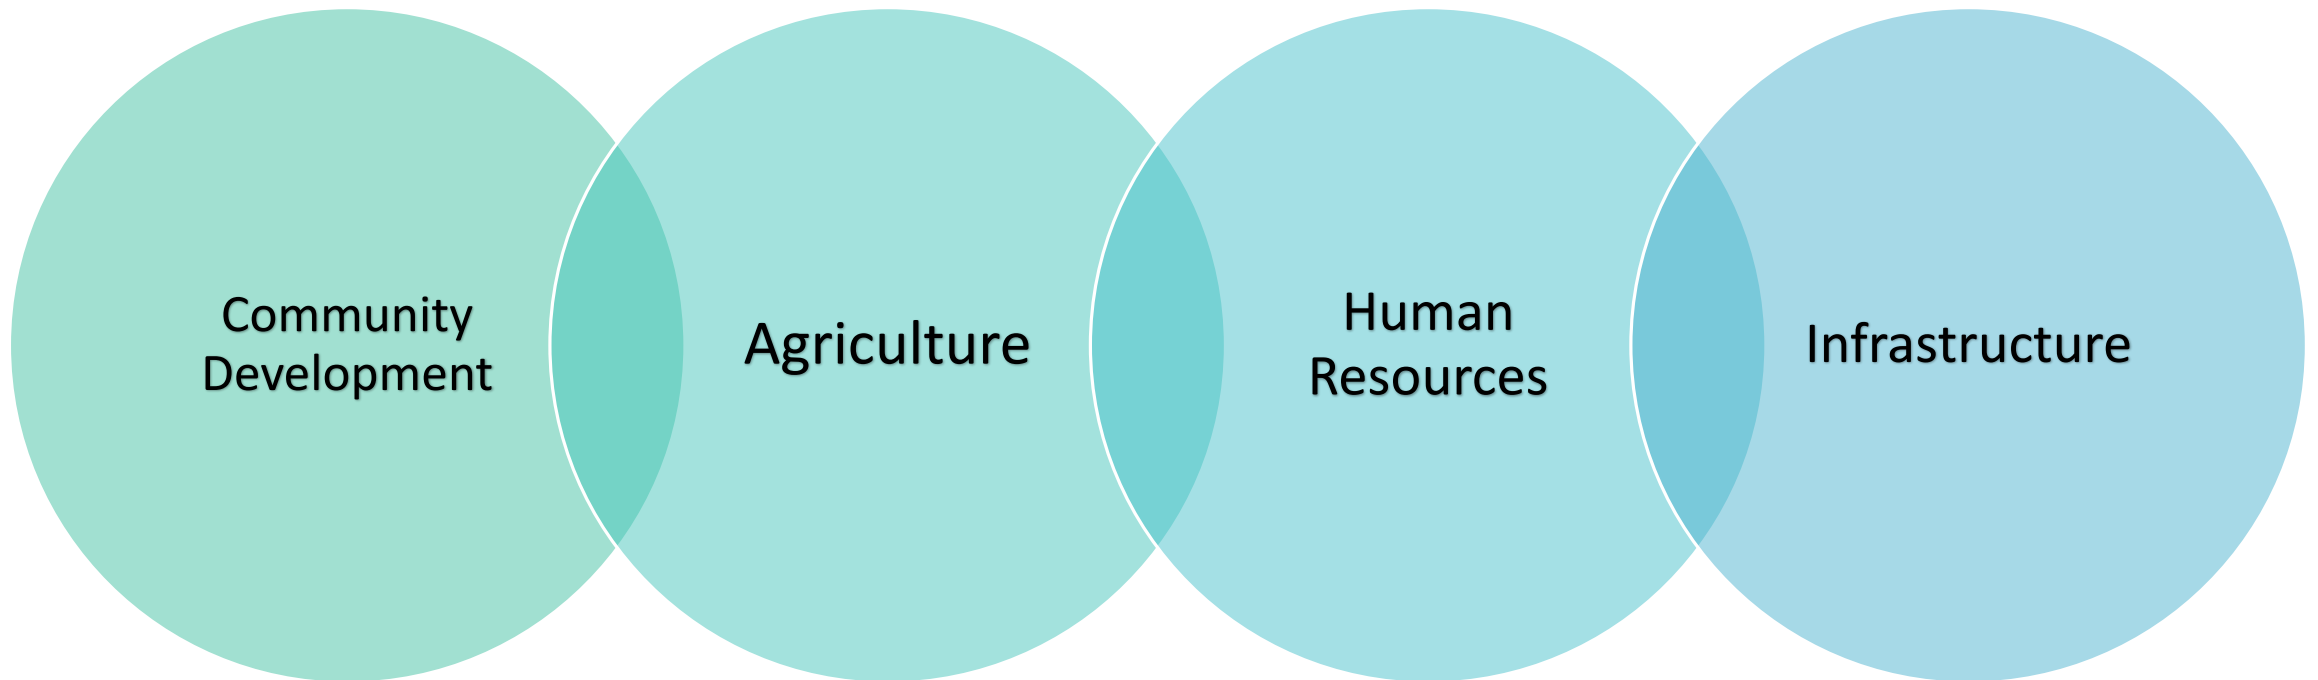 Community
Development
Agriculture
Human
Resources
Infrastructure